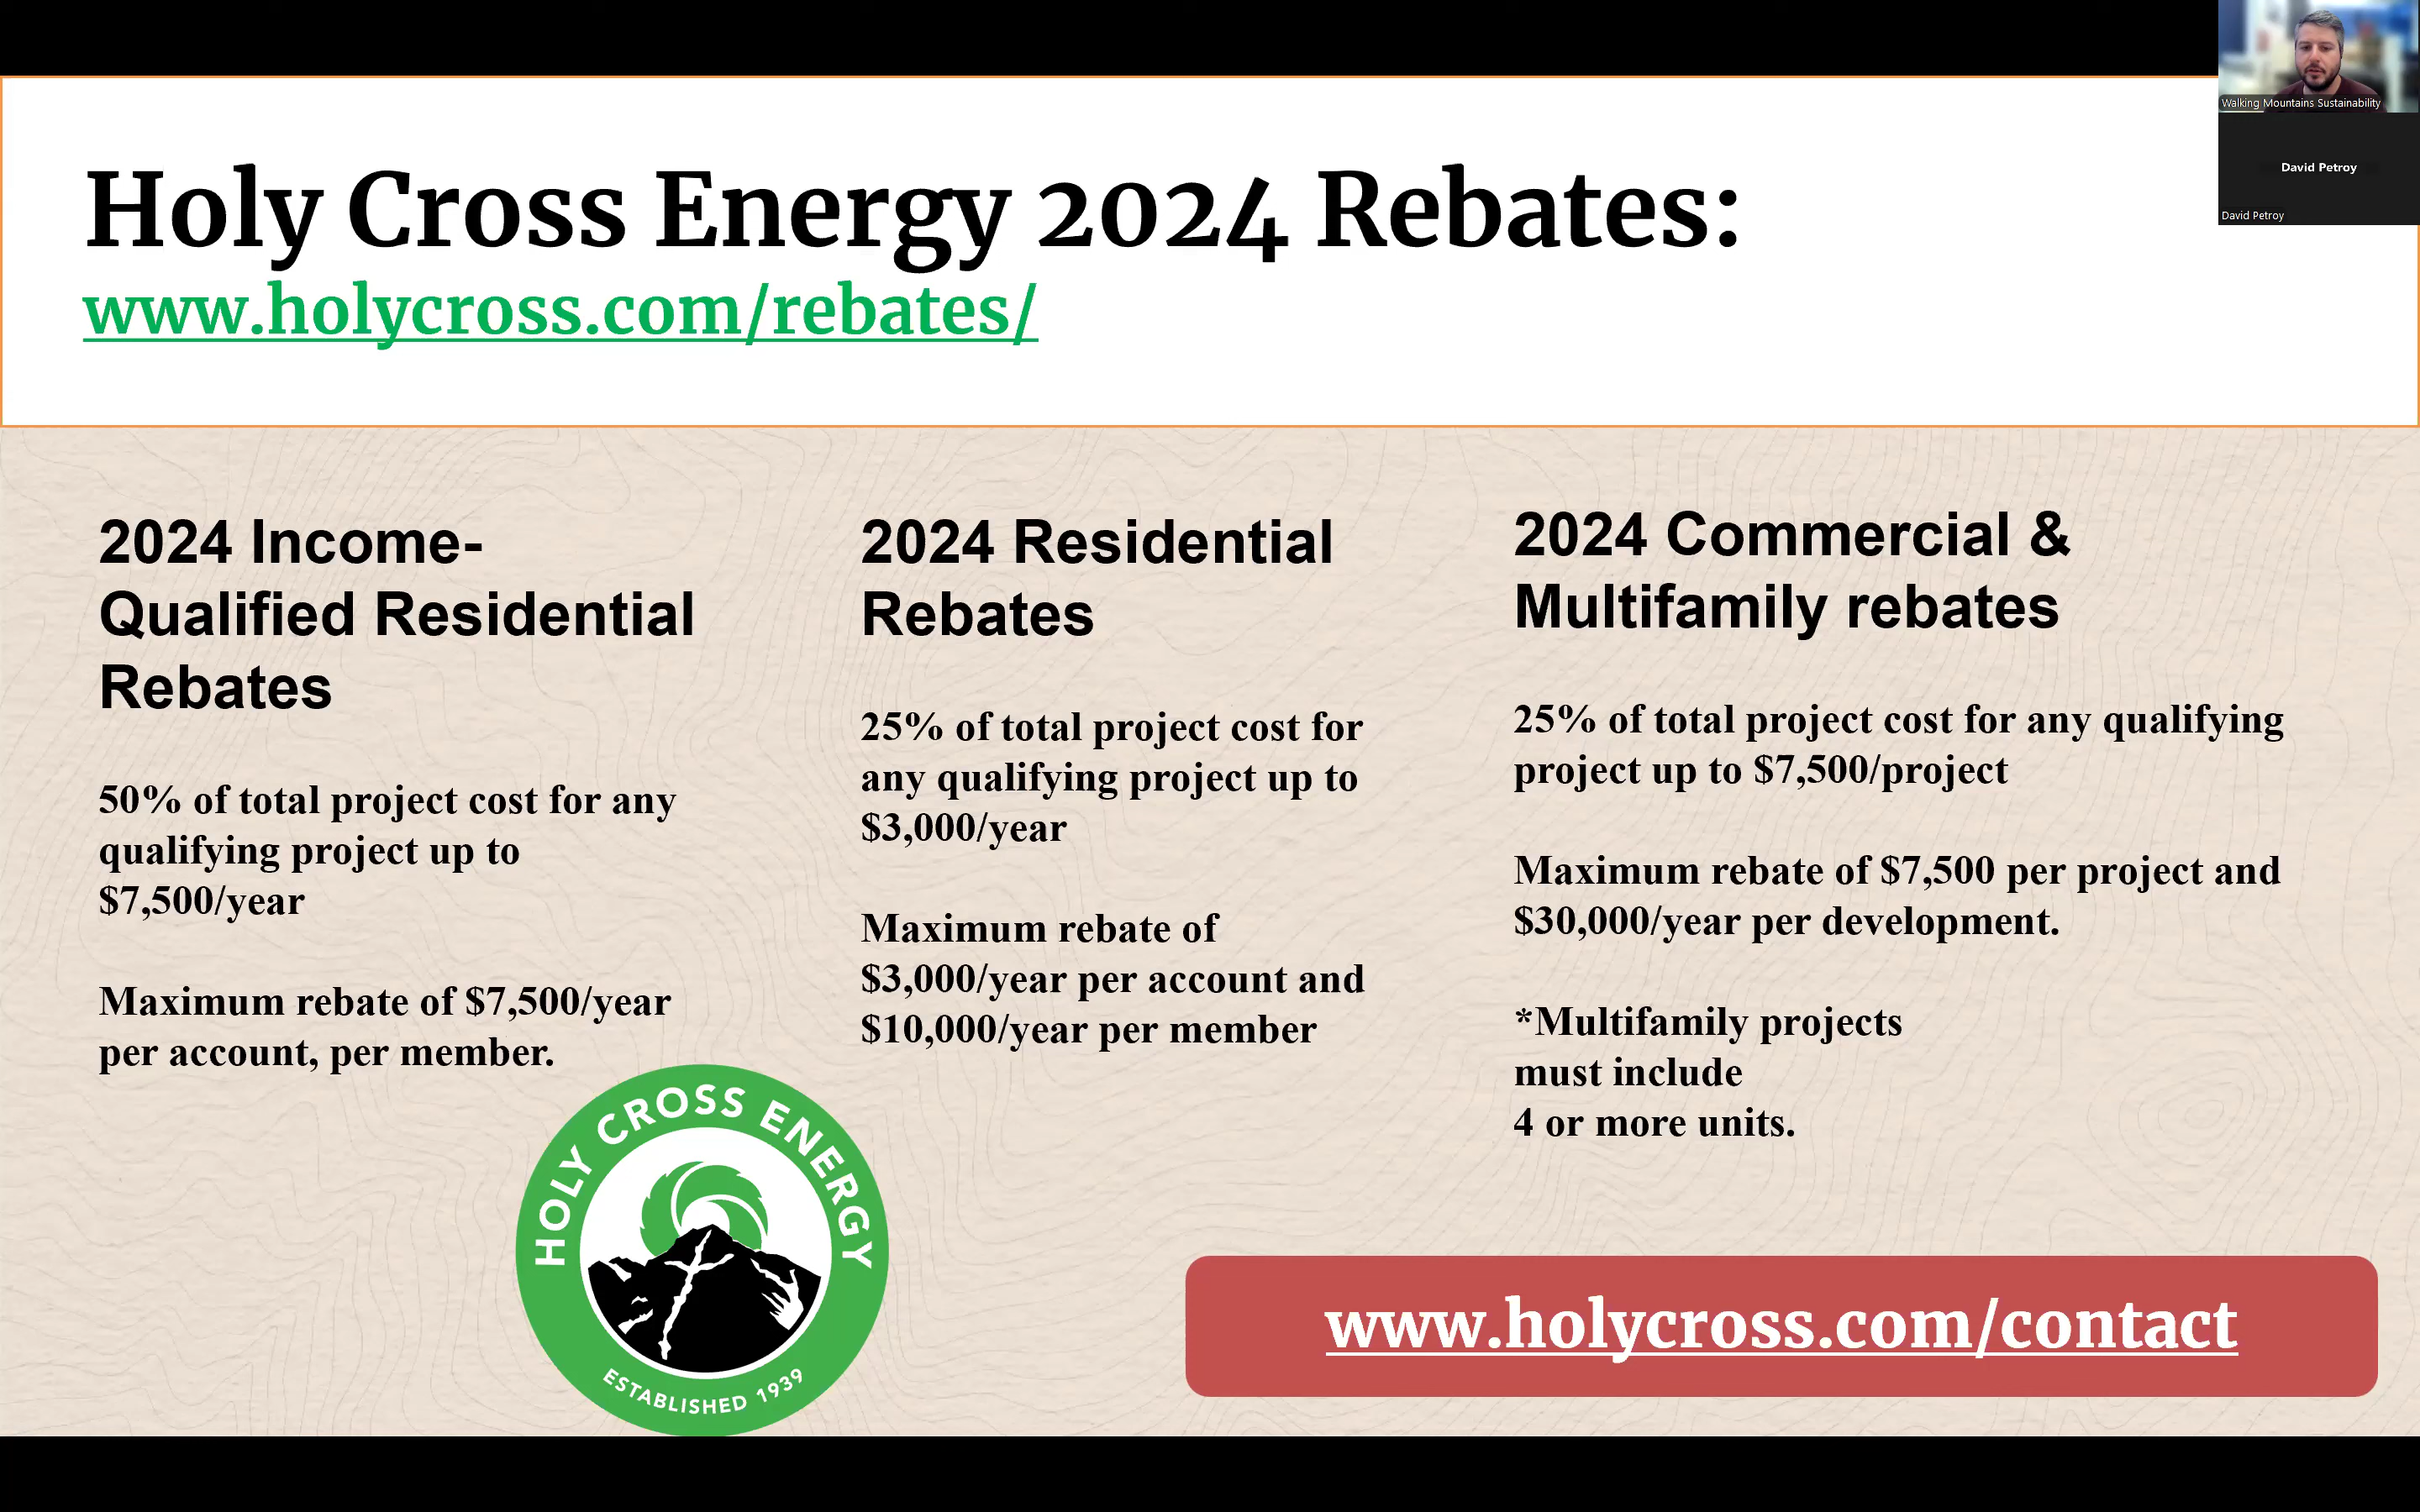 Holy Cross Energy 2024 Rebates:
www.holycross.com/rebates/
Walking Mountains Sustainability
David Petroy
David Petroy
2024 Income-
Qualified Residential
Rebates
50% of total project cost for any
qualifying project up to
$7,500/year
Maximum rebate of $7,500/year
per account, per member.
2024 Residential
Rebates
25% of total project cost for
any qualifying project up to
$3,000/year
Maximum rebate of
$3,000/year per account and
$10,000/year per member
2024 Commercial &
Multifamily rebates
25% of total project cost for any qualifying
project up to $7,500/project
Maximum rebate of $7,500 per project and
$30,000/year per development.
*Multifamily projects
must include
4 or more units.
HOLY CROSS ENERGY
ESTABLISHED 1939
www.holycross.com/contact